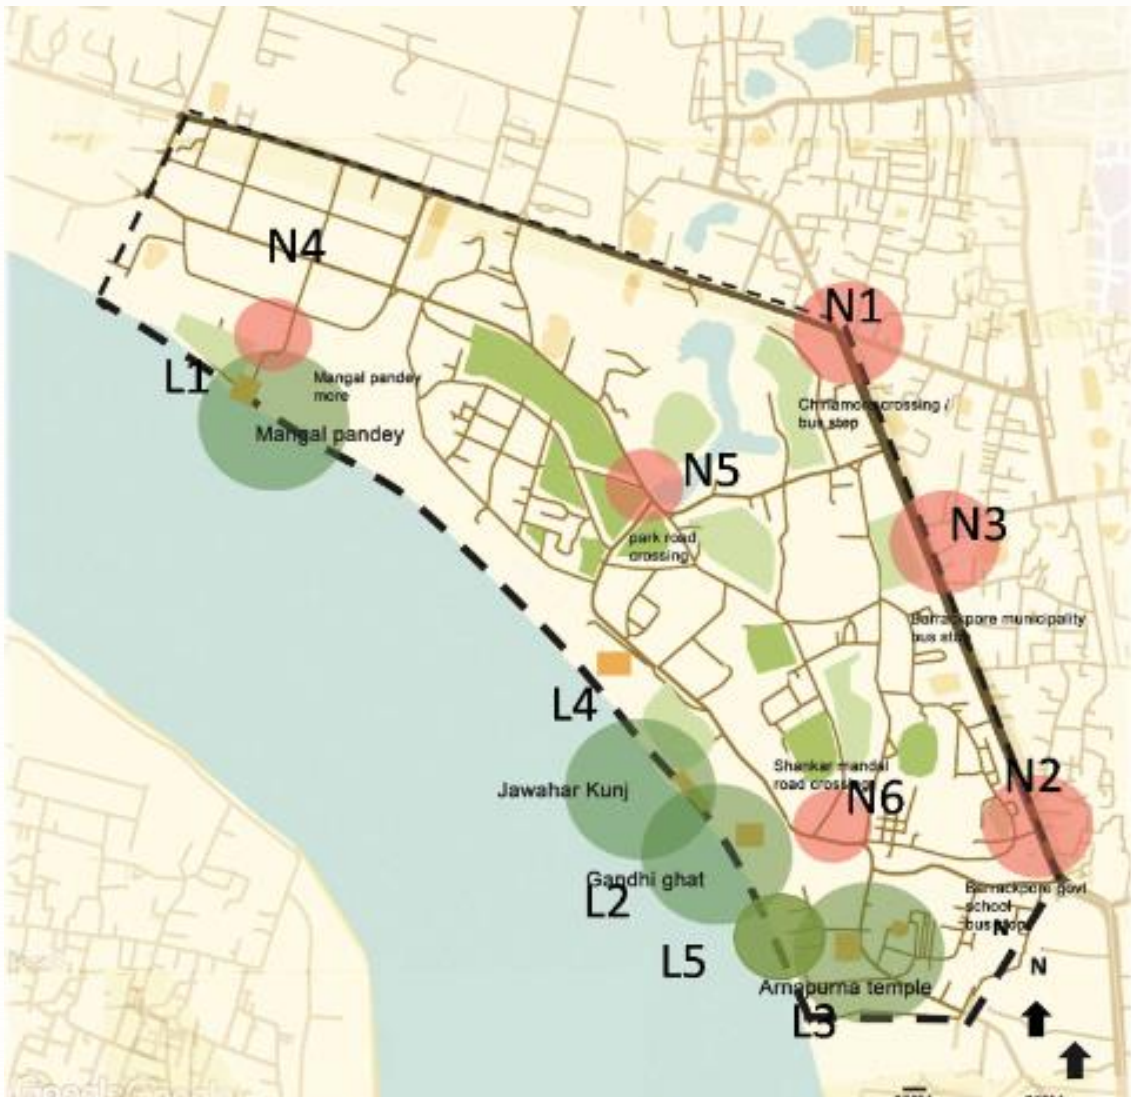 N4
N1
L1
Mangal pandey
more
Mangal pandey
crossing /
bus stop
N5
park road
crossing
N3
Barrackpore municipality
bus stop
L4
Jawahar Kunj
Shankar mandal
road crossing
N6
N2
Gandhi ghat
L2
Barrackpore govt
school
bus stop
N
N
L5
Arnapurna temple
L3